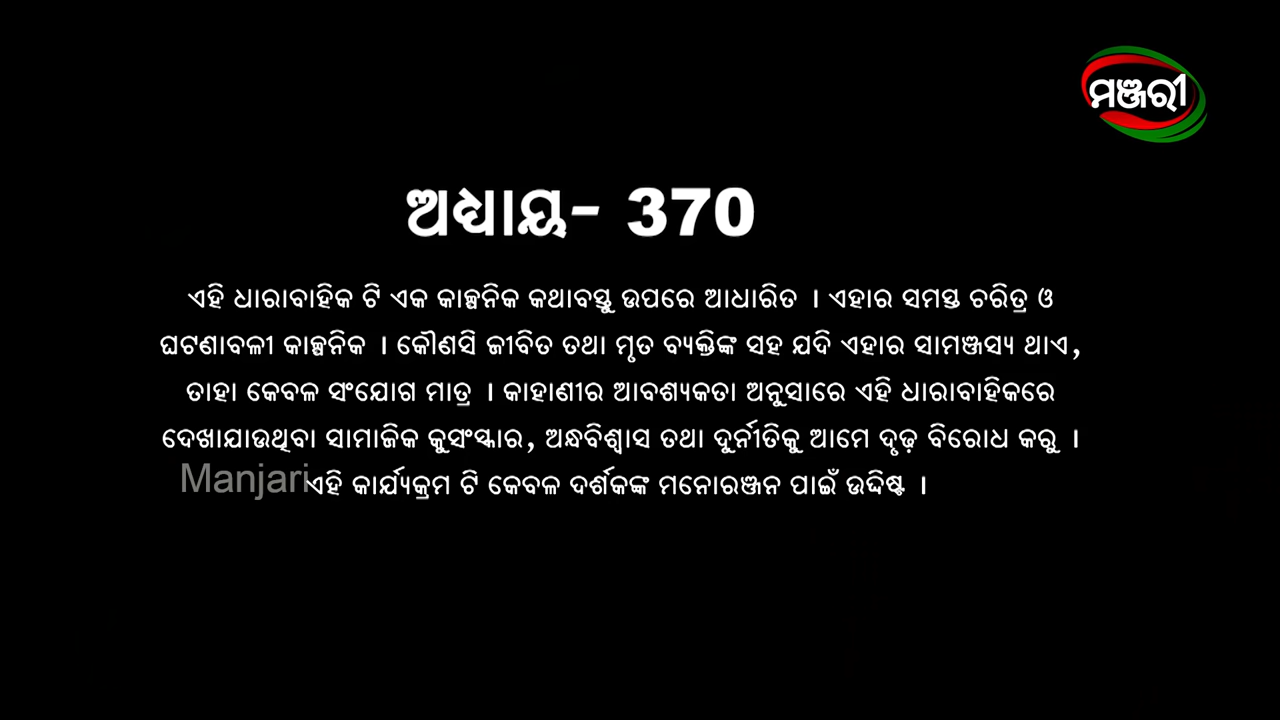 ମଞ୍ଜରୀ
ଅଧ୍ୟାୟ- 370
ଏହି ଧାରାବାହିକ ଟି ଏକ କାଳ୍ପନିକ କଥାବସ୍ତୁ ଉପରେ ଆଧାରିତ । ଏହାର ସମସ୍ତ ଚରିତ୍ର ଓ
ଘଟଣାବଳୀ କାଳ୍ପନିକ । କୌଣସି ଜୀବିତ ତଥା ମୃତ ବ୍ୟକ୍ତିଙ୍କ ସହ ଯଦି ଏହାର ସାମଞ୍ଜସ୍ୟ ଥାଏ,
ତାହା କେବଳ ସଂଯୋଗ ମାତ୍ର । କାହାଣୀର ଆବଶ୍ୟକତା ଅନୁସାରେ ଏହି ଧାରାବାହିକରେ
ଦେଖାଯାଉଥିବା ସାମାଜିକ କୁସଂସ୍କାର, ଅନ୍ଧବିଶ୍ୱାସ ତଥା ଦୁର୍ନୀତିକୁ ଆମେ ଦୃଢ଼ ବିରୋଧ କରୁ ।
Manjari ଏହି କାର୍ଯ୍ୟକ୍ରମ ଟି କେବଳ ଦର୍ଶକଙ୍କ ମନୋରଞ୍ଜନ ପାଇଁ ଉଦ୍ଦିଷ୍ଟ ।